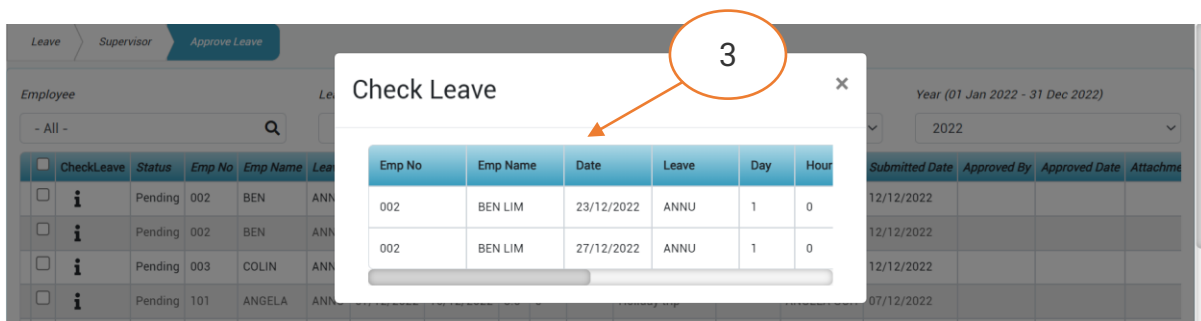 3
Leave Supervisor Approve Leave
Check Leave ×
Employee Year (01 Jan 2022 - 31 Dec 2022)
- All - 2022
CheckLeave Status Emp No Emp Name Submitted Date Approved By Approved Date
Emp No Emp Name Date Leave Day Hour
i Pending 002 BEN 12/12/2022
002 BEN LIM 23/12/2022 ANNU 1 0
i Pending 002 BEN 12/12/2022
002 BEN LIM 27/12/2022 ANNU 1 0
i Pending 003 COLIN 12/12/2022
i Pending 101 ANGELA 07/12/2022